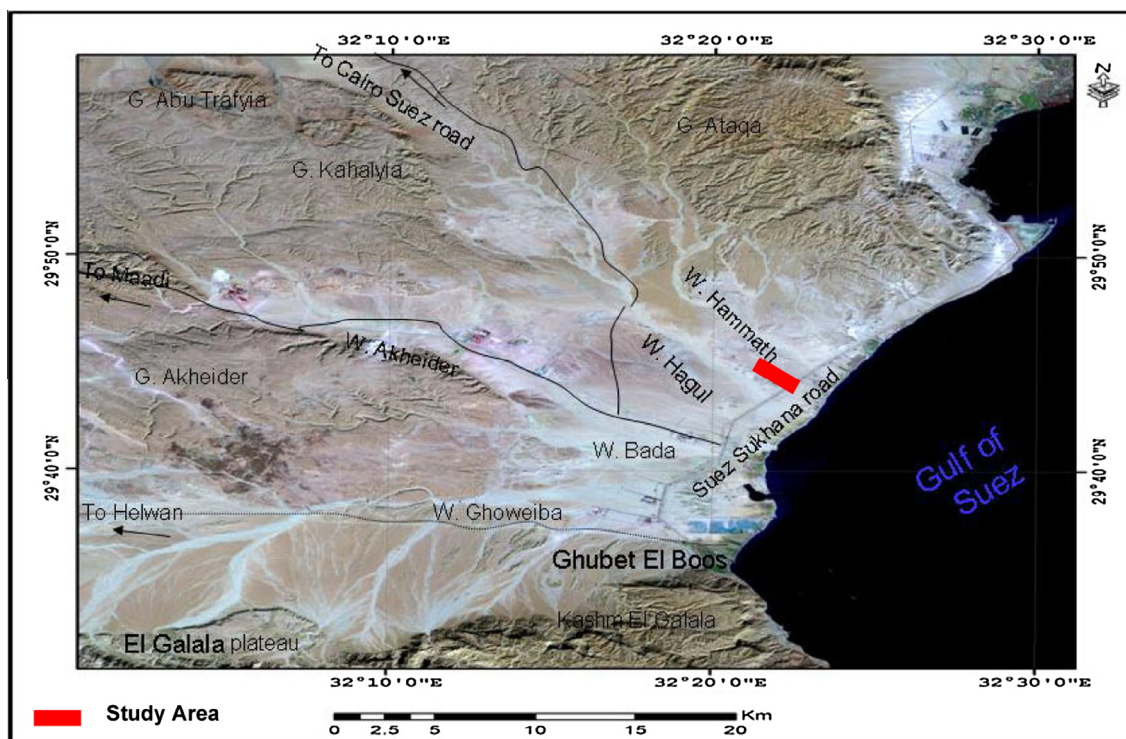 32°10'0"E 32°20'0"E 32°30'0"E
To Cairo Suez road
Z
G. Abu Trafyia
G. Ataqa
G. Kahalyia
29°50'0"N
29°50'0"N
To Maadi
W. Hammath
W. Akheider
W. Hagul
G. Akheider
Suez Sukhana road
W. Bada
29°40'0"N
29°40'0"N
Gulf of
Suez
To Helwan
W. Ghoweiba
Ghubet El Boos
Kashm El Galala
El Galala plateau
32°10'0"E 32°20'0"E 32°30'0"E
Study Area
Km
0 2.5 5 10 15 20